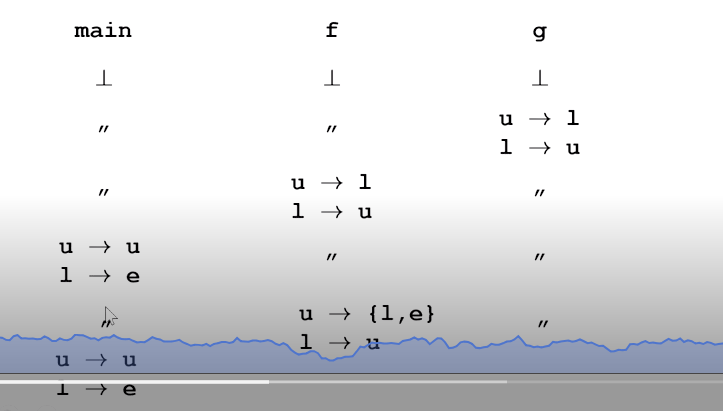 main f g
⊥ ⊥ ⊥
u → l
″ ″
l → u
u → l
″ ″
l → u
u → u
″ ″
l → e
u → {l,e}
″ ″
l → u
u → u
l → e